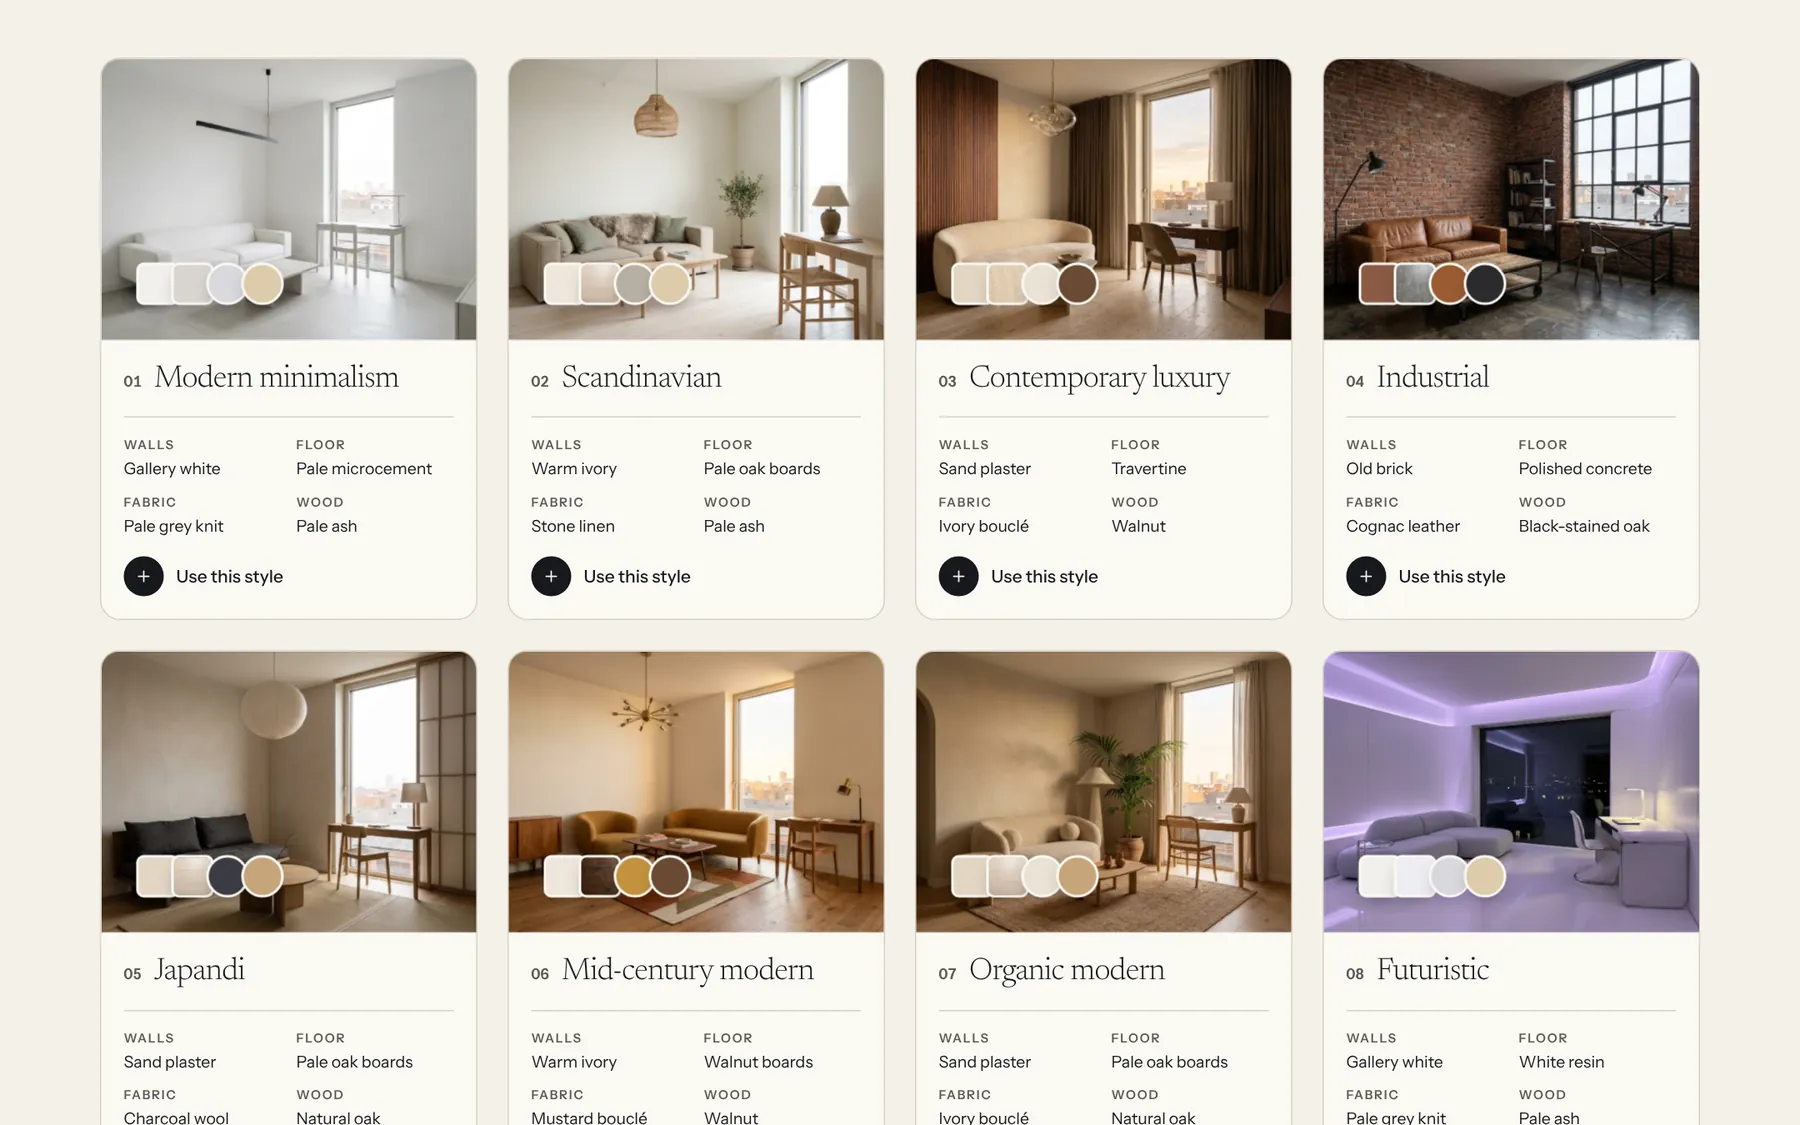 01 Modern minimalism
WALLS
Gallery white
FLOOR
Pale microcement
FABRIC
Pale grey knit
WOOD
Pale ash
Use this style
02 Scandinavian
WALLS
Warm ivory
FLOOR
Pale oak boards
FABRIC
Stone linen
WOOD
Pale ash
Use this style
03 Contemporary luxury
WALLS
Sand plaster
FLOOR
Travertine
FABRIC
Ivory bouclé
WOOD
Walnut
Use this style
04 Industrial
WALLS
Old brick
FLOOR
Polished concrete
FABRIC
Cognac leather
WOOD
Black-stained oak
Use this style
05 Japandi
WALLS
Sand plaster
FLOOR
Pale oak boards
FABRIC
Charcoal wool
WOOD
Natural oak
06 Mid-century modern
WALLS
Warm ivory
FLOOR
Walnut boards
FABRIC
Mustard bouclé
WOOD
Walnut
07 Organic modern
WALLS
Sand plaster
FLOOR
Pale oak boards
FABRIC
Ivory bouclé
WOOD
Natural oak
08 Futuristic
WALLS
Gallery white
FLOOR
White resin
FABRIC
Pale grey knit
WOOD
Pale ash